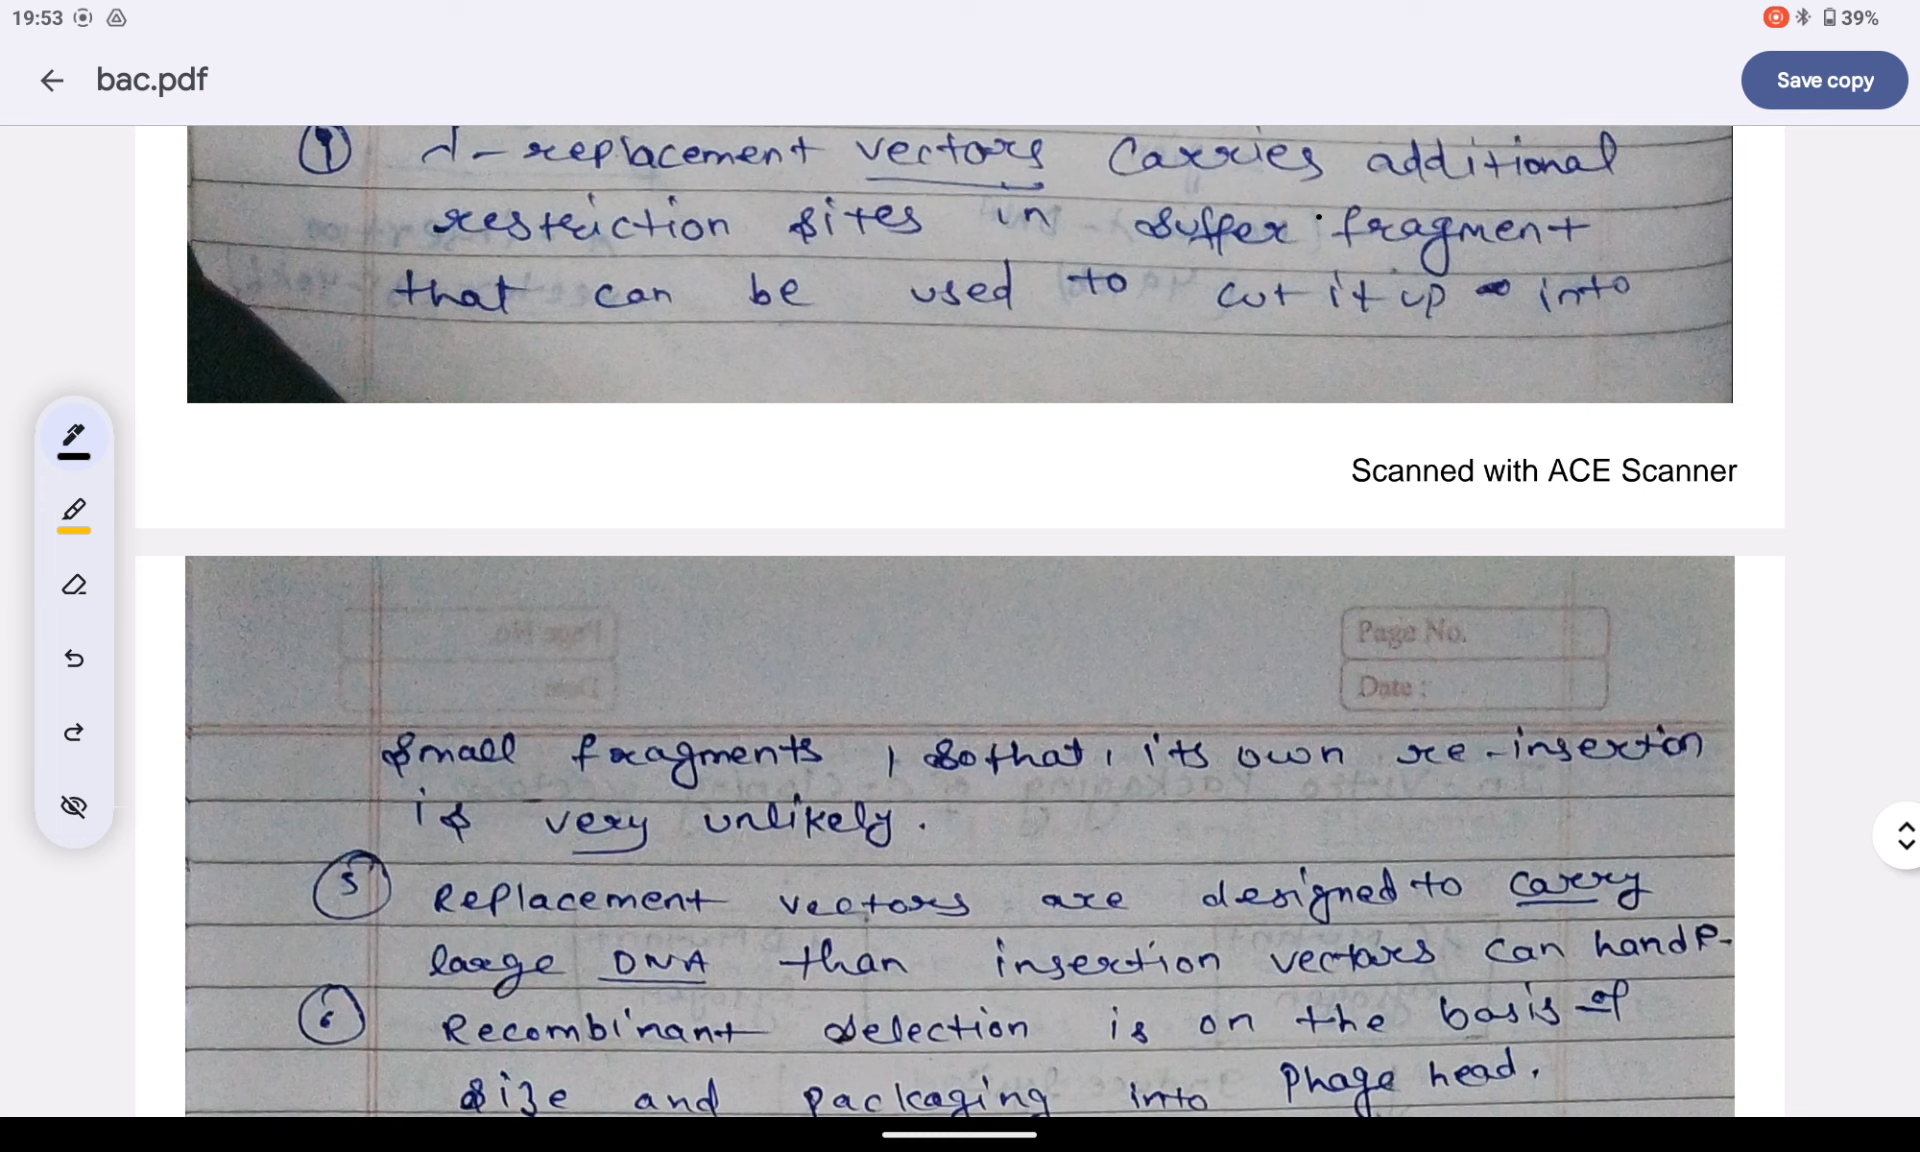 19:53 39%
bac.pdf
Save copy
④ λ-replacement vectors Carries additional
restriction sites in suffer fragment
that can be used to cut it up into
Scanned with ACE Scanner
Page No.
Date :
small fragments, so that, it's own re-insertion
is very unlikely.
⑤ Replacement vectors are designed to carry
large DNA than insertion vectors can handl-
⑥ Recombinant selection is on the basis of
size and packaging into Phage head.